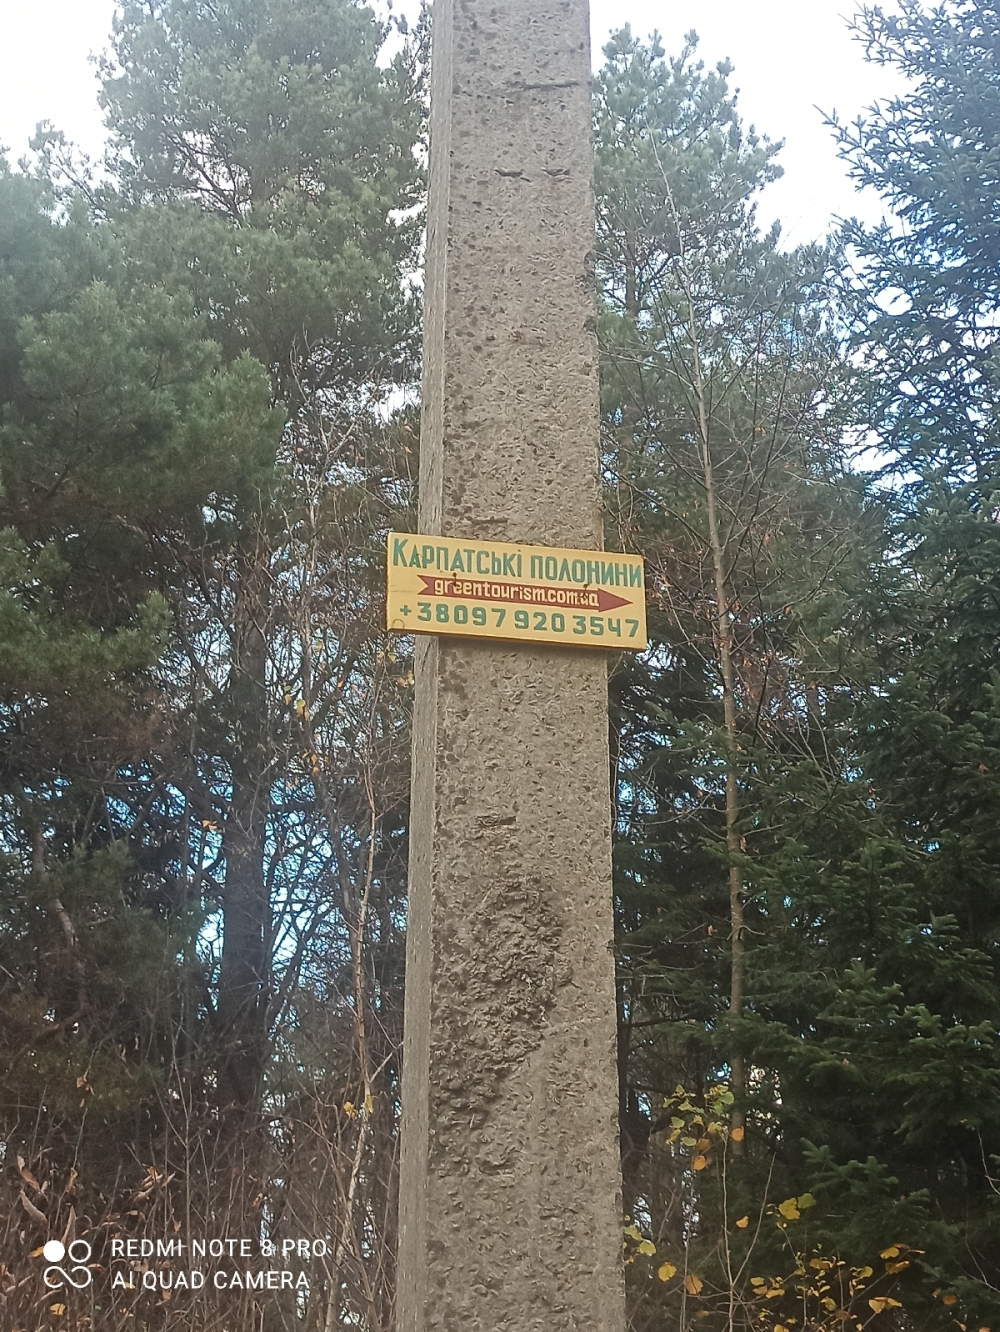 КАРПАТСЬКІ ПОЛОНИНИ
greentourism.com.ua
+38097 920 3547
REDMI NOTE 8 PRO
AI QUAD CAMERA